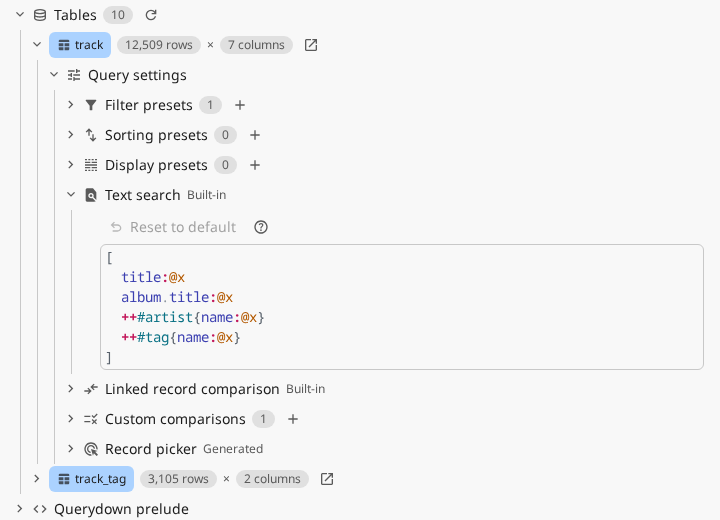 Tables 10
track 12,509 rows × 7 columns
Query settings
Filter presets 1 +
Sorting presets 0 +
Display presets 0 +
Text search Built-in
Reset to default ?
[
title:@x
album.title:@x
++#artist{name:@x}
++#tag{name:@x}
]
Linked record comparison Built-in
Custom comparisons 1 +
Record picker Generated
track_tag 3,105 rows × 2 columns
<> Querydown prelude